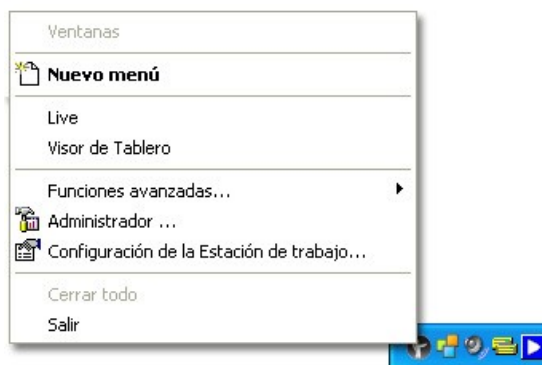 Ventanas
Nuevo menú
Live
Visor de Tablero
Funciones avanzadas...
Administrador ...
Configuración de la Estación de trabajo...
Cerrar todo
Salir